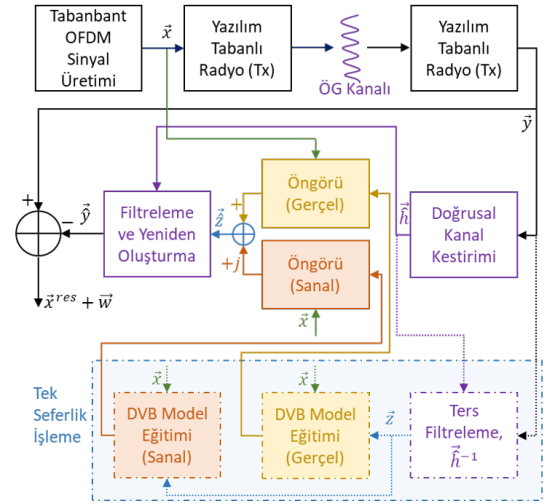 Tabanbant
OFDM
Sinyal
Üretimi
x⃗
Yazılım
Tabanlı
Radyo (Tx)
ÖG Kanalı
Yazılım
Tabanlı
Radyo (Tx)
y⃗
+
−
ŷ⃗
Filtreleme
ve Yeniden
Oluşturma
ẑ⃗
+
+j
Öngörü
(Gerçel)
Öngörü
(Sanal)
x⃗
ĥ⃗
Doğrusal
Kanal
Kestirimi
x⃗ʳᵉˢ + w⃗
Tek
Seferlik
İşleme
x⃗
DVB Model
Eğitimi
(Sanal)
x⃗
DVB Model
Eğitimi
(Gerçel)
z⃗
Ters
Filtreleme,
ĥ⃗⁻¹